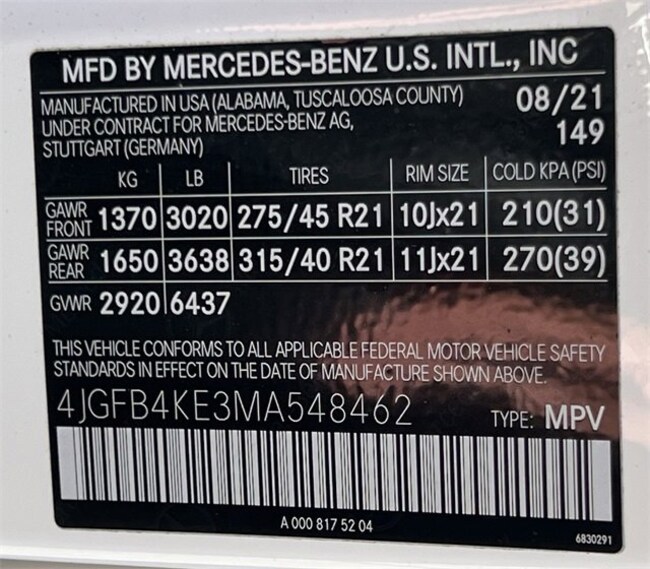 MFD BY MERCEDES-BENZ U.S. INTL., INC
MANUFACTURED IN USA (ALABAMA, TUSCALOOSA COUNTY) 08/21
UNDER CONTRACT FOR MERCEDES-BENZ AG, 149
STUTTGART (GERMANY)
KG LB TIRES RIM SIZE COLD KPA (PSI)
GAWR FRONT 1370 3020 275/45 R21 10Jx21 210(31)
GAWR REAR 1650 3638 315/40 R21 11Jx21 270(39)
GVWR 2920 6437
THIS VEHICLE CONFORMS TO ALL APPLICABLE FEDERAL MOTOR VEHICLE SAFETY
STANDARDS IN EFFECT ON THE DATE OF MANUFACTURE SHOWN ABOVE.
4JGFB4KE3MA548462 TYPE: MPV
A 000 817 52 04
6830291